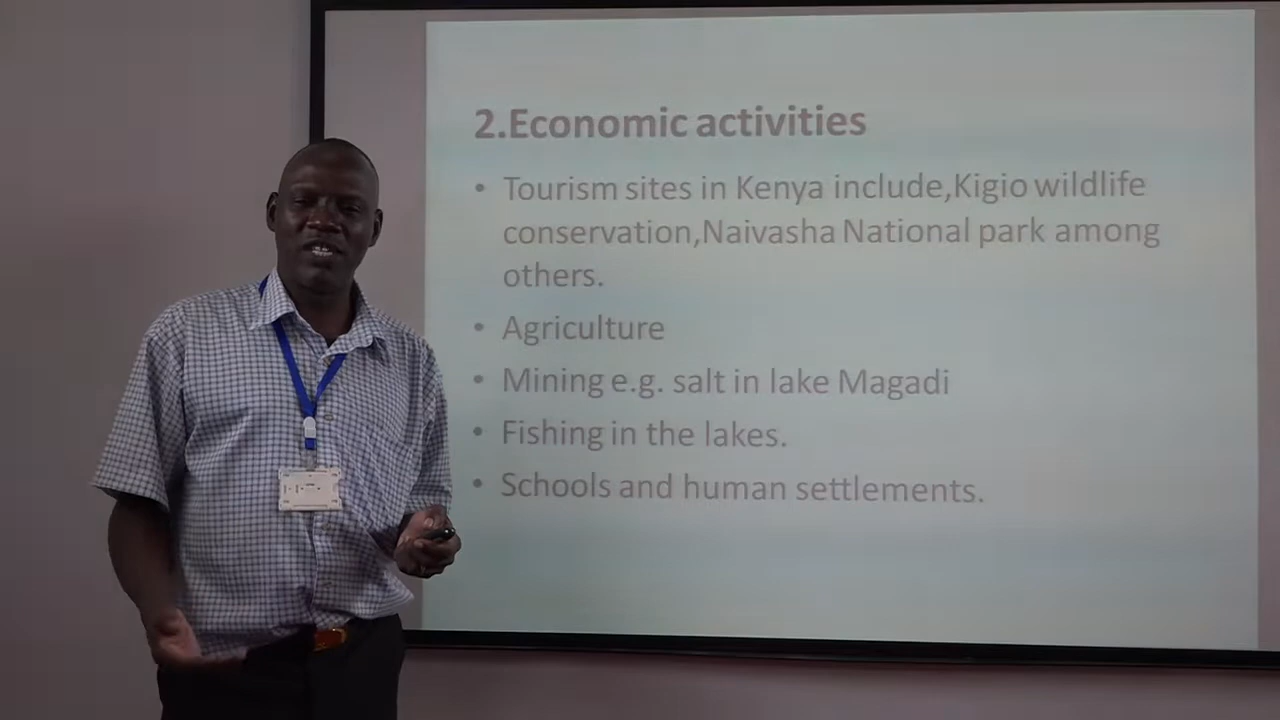 2.Economic activities
• Tourism sites in Kenya include,Kigio wildlife
conservation,Naivasha National park among
others.
• Agriculture
• Mining e.g. salt in lake Magadi
• Fishing in the lakes.
• Schools and human settlements.